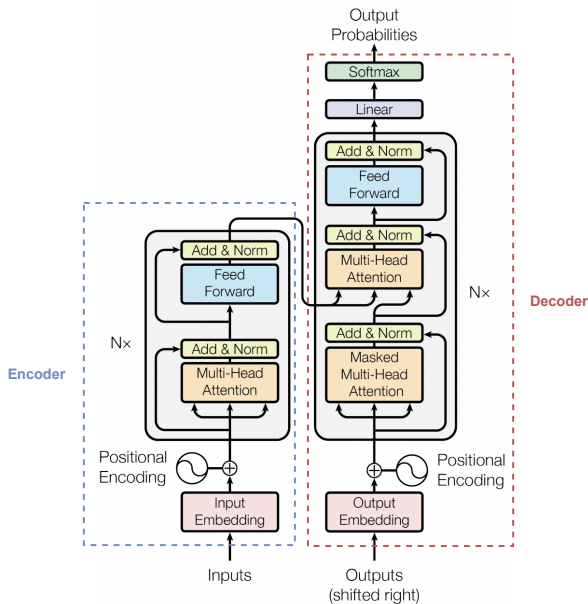 Output
Probabilities
Softmax
Linear
Add & Norm
Feed
Forward
Add & Norm
Multi-Head
Attention
Add & Norm
Masked
Multi-Head
Attention
N×
Decoder
Positional
Encoding
Output
Embedding
Outputs
(shifted right)
Add & Norm
Feed
Forward
Add & Norm
Multi-Head
Attention
N×
Encoder
Positional
Encoding
Input
Embedding
Inputs